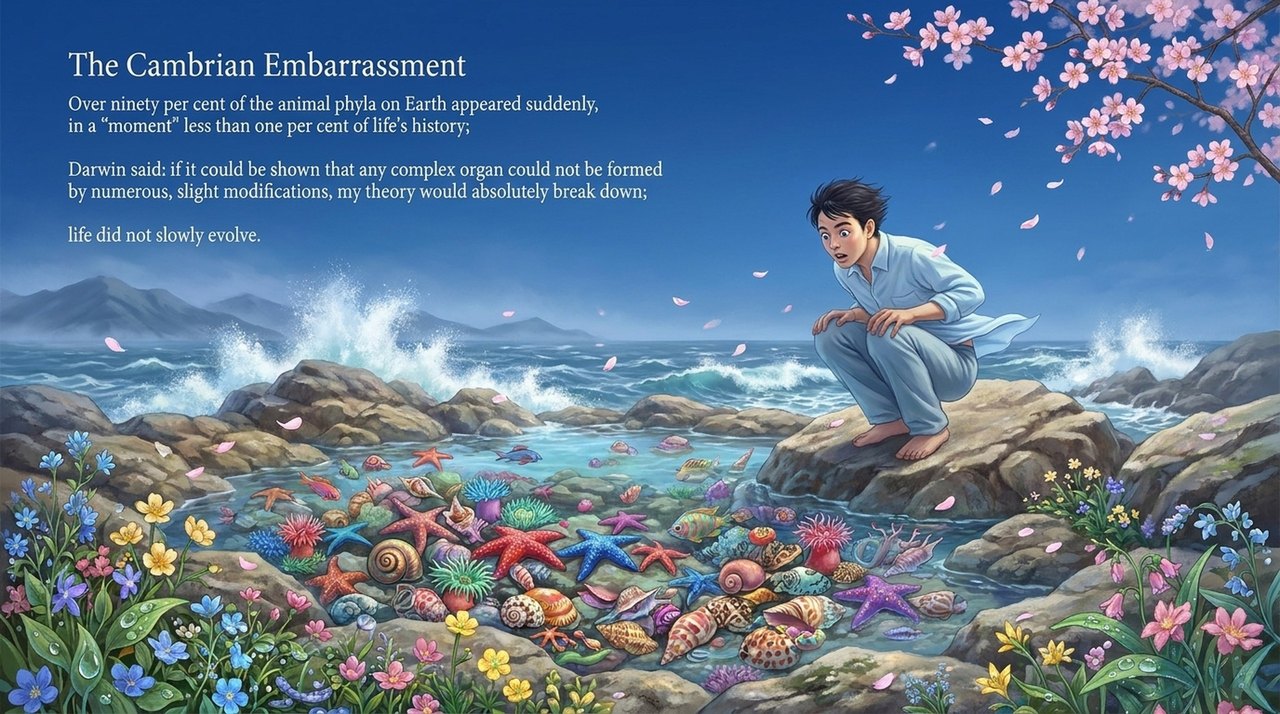 The Cambrian Embarrassment
Over ninety per cent of the animal phyla on Earth appeared suddenly,
in a “moment” less than one per cent of life’s history;
Darwin said: if it could be shown that any complex organ could not be formed
by numerous, slight modifications, my theory would absolutely break down;
life did not slowly evolve.